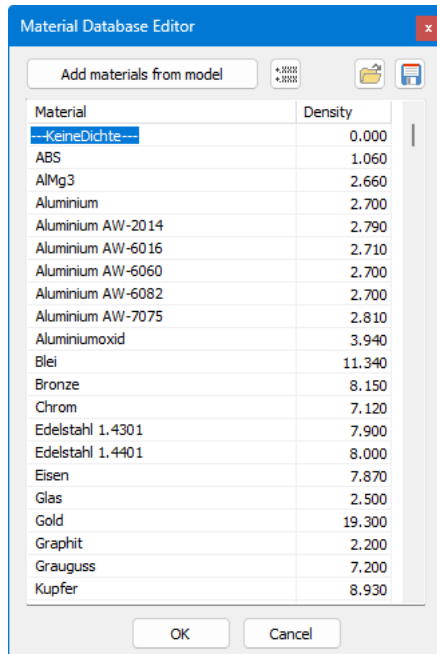 Material Database Editor
x
Add materials from model
+.XXX
+.XXX
Material Density
---KeineDichte--- 0.000
ABS 1.060
AlMg3 2.660
Aluminium 2.700
Aluminium AW-2014 2.790
Aluminium AW-6016 2.710
Aluminium AW-6060 2.700
Aluminium AW-6082 2.700
Aluminium AW-7075 2.810
Aluminiumoxid 3.940
Blei 11.340
Bronze 8.150
Chrom 7.120
Edelstahl 1.4301 7.900
Edelstahl 1.4401 8.000
Eisen 7.870
Glas 2.500
Gold 19.300
Graphit 2.200
Grauguss 7.200
Kupfer 8.930
OK Cancel